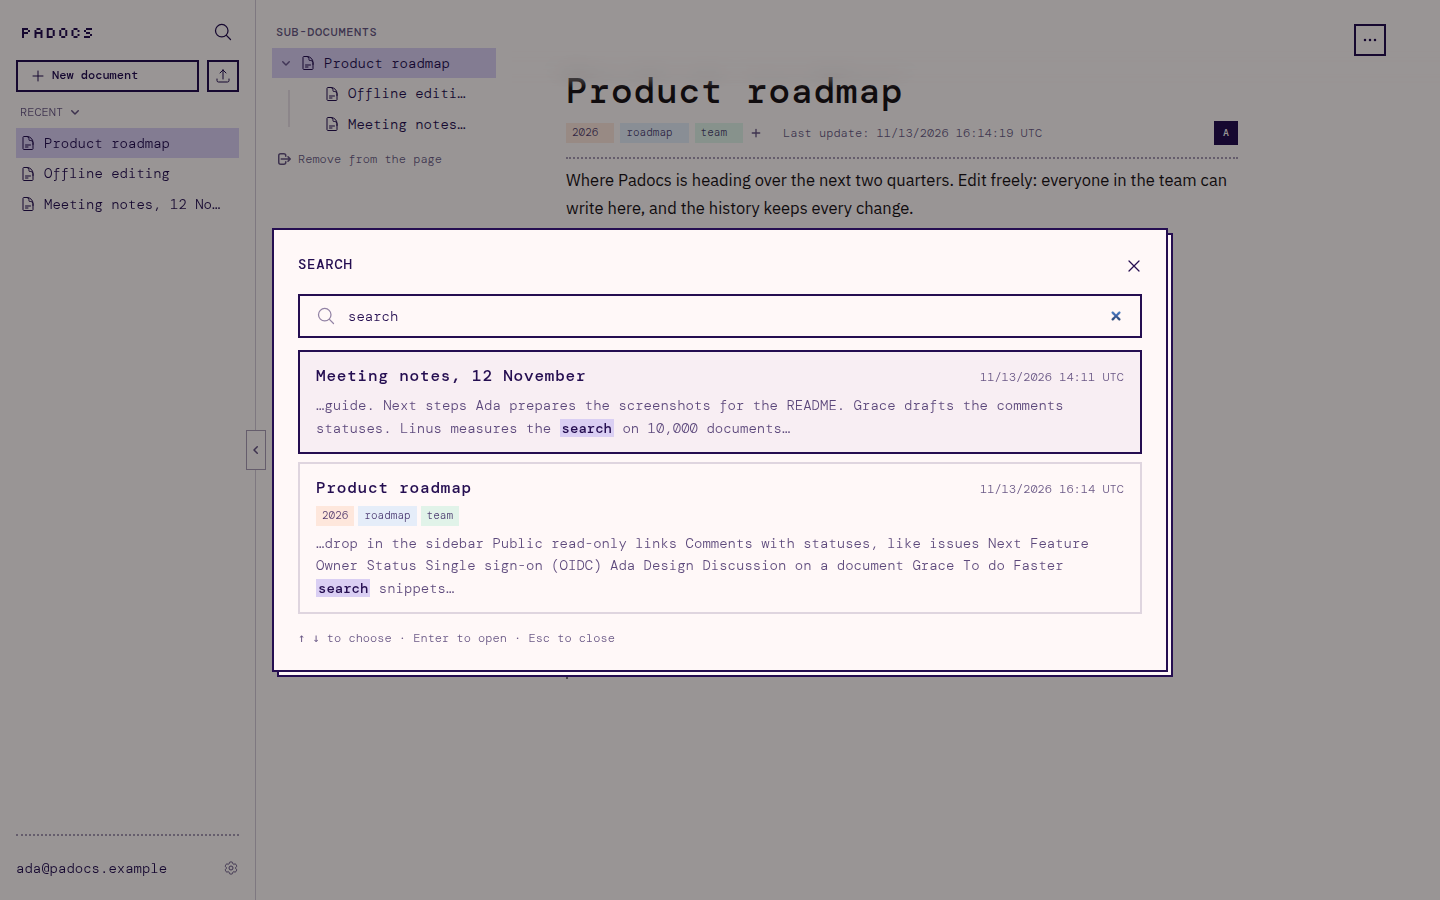 PADOCS
New document
RECENT
Product roadmap
Offline editing
Meeting notes, 12 No…
ada@padocs.example
SUB-DOCUMENTS
Product roadmap
Offline editi…
Meeting notes…
Remove from the page
Product roadmap
2026 roadmap team + Last update: 11/13/2026 16:14:19 UTC A
Where Padocs is heading over the next two quarters. Edit freely: everyone in the team can
write here, and the history keeps every change.
SEARCH
search
Meeting notes, 12 November 11/13/2026 14:11 UTC
…guide. Next steps Ada prepares the screenshots for the README. Grace drafts the comments
statuses. Linus measures the search on 10,000 documents…
Product roadmap 11/13/2026 16:14 UTC
2026 roadmap team
…drop in the sidebar Public read-only links Comments with statuses, like issues Next Feature
Owner Status Single sign-on (OIDC) Ada Design Discussion on a document Grace To do Faster
search snippets…
↑ ↓ to choose · Enter to open · Esc to close